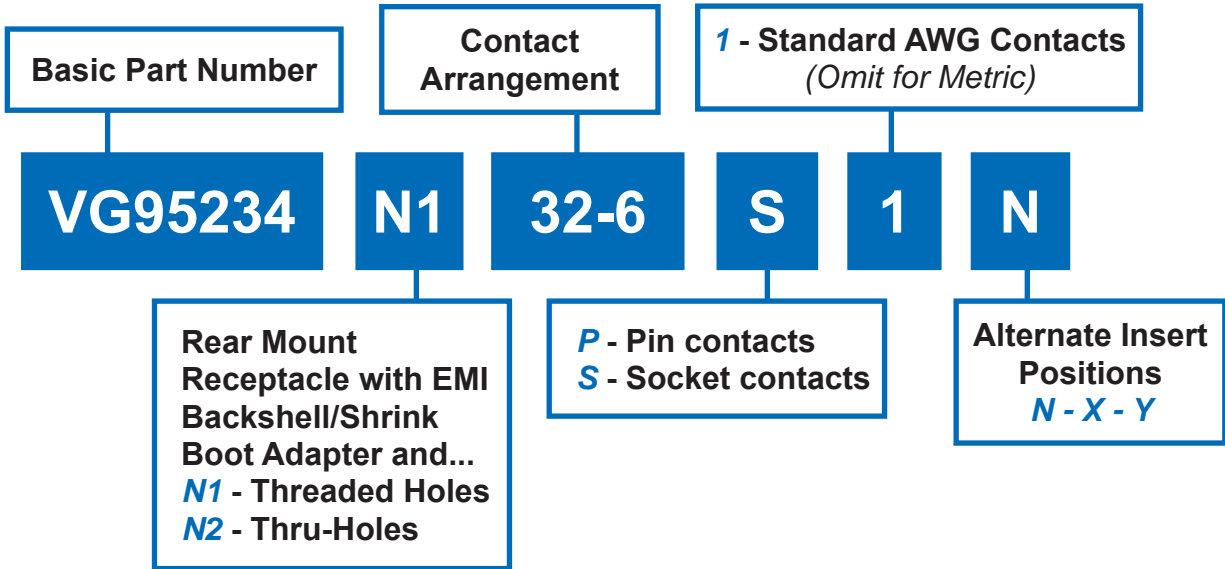 Basic Part Number
Contact
Arrangement
1 - Standard AWG Contacts
(Omit for Metric)
VG95234 N1 32-6 S 1 N
Rear Mount
Receptacle with EMI
Backshell/Shrink
Boot Adapter and...
N1 - Threaded Holes
N2 - Thru-Holes
P - Pin contacts
S - Socket contacts
Alternate Insert
Positions
N - X - Y